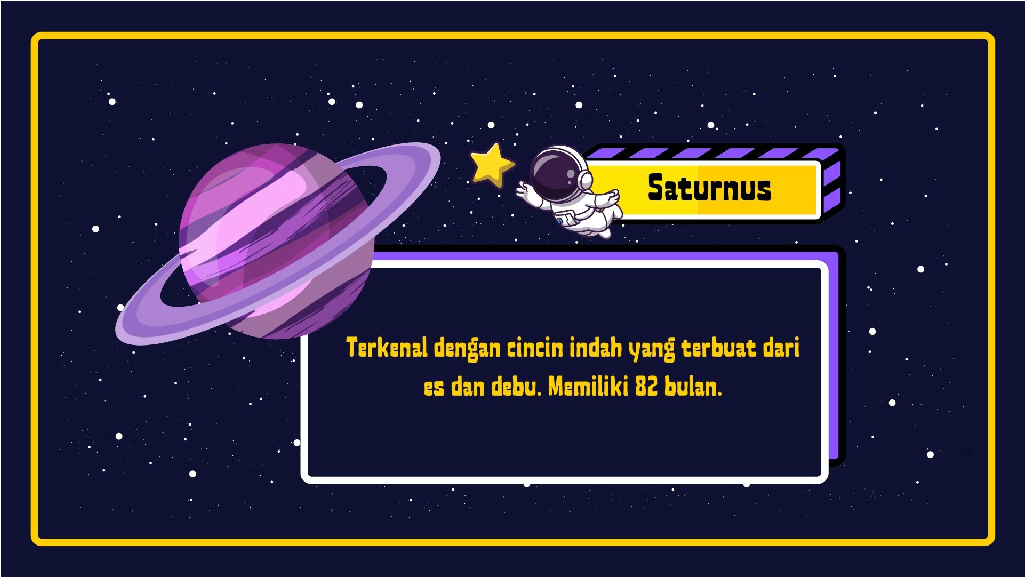 Saturnus
Terkenal dengan cincin indah yang terbuat dari
es dan debu. Memiliki 82 bulan.